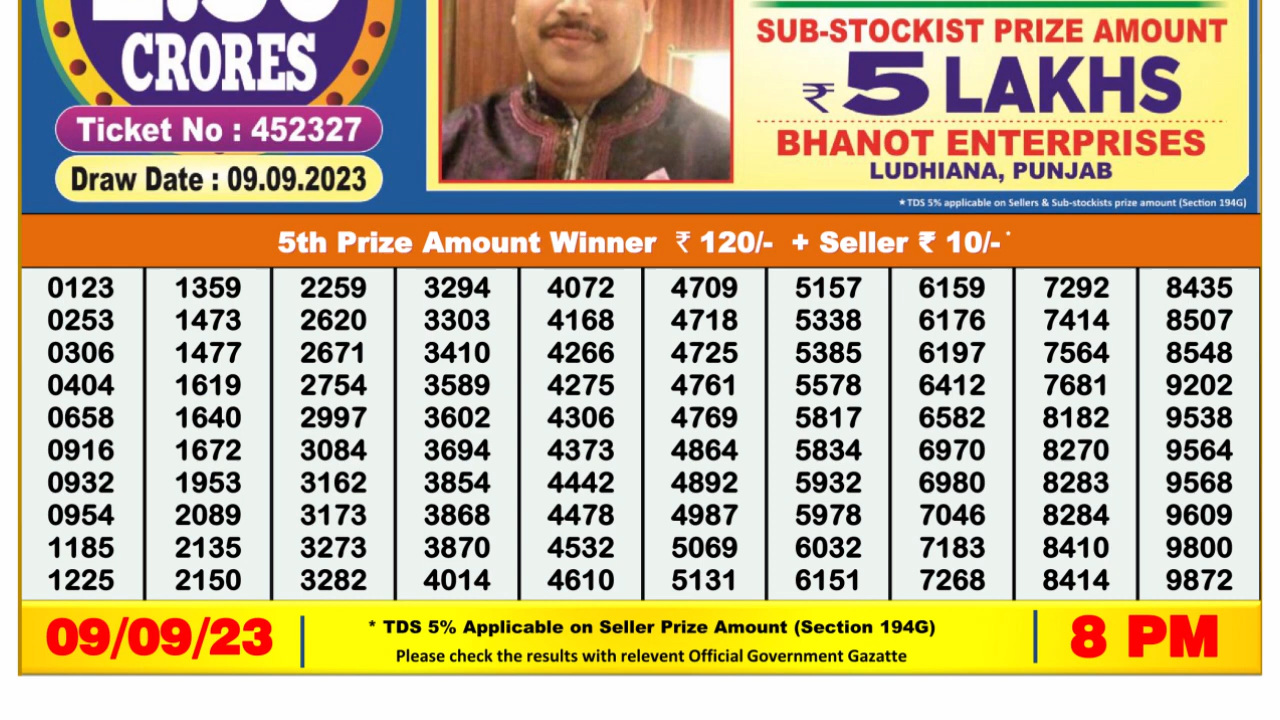 CRORES
Ticket No : 452327
Draw Date : 09.09.2023
SUB-STOCKIST PRIZE AMOUNT
₹ 5 LAKHS
BHANOT ENTERPRISES
LUDHIANA, PUNJAB
★TDS 5% applicable on Sellers & Sub-stockists prize amount (Section 194G)
5th Prize Amount Winner ₹ 120/- + Seller ₹ 10/-*
0123 1359 2259 3294 4072 4709 5157 6159 7292 8435
0253 1473 2620 3303 4168 4718 5338 6176 7414 8507
0306 1477 2671 3410 4266 4725 5385 6197 7564 8548
0404 1619 2754 3589 4275 4761 5578 6412 7681 9202
0658 1640 2997 3602 4306 4769 5817 6582 8182 9538
0916 1672 3084 3694 4373 4864 5834 6970 8270 9564
0932 1953 3162 3854 4442 4892 5932 6980 8283 9568
0954 2089 3173 3868 4478 4987 5978 7046 8284 9609
1185 2135 3273 3870 4532 5069 6032 7183 8410 9800
1225 2150 3282 4014 4610 5131 6151 7268 8414 9872
09/09/23
* TDS 5% Applicable on Seller Prize Amount (Section 194G)
Please check the results with relevent Official Government Gazatte
8 PM